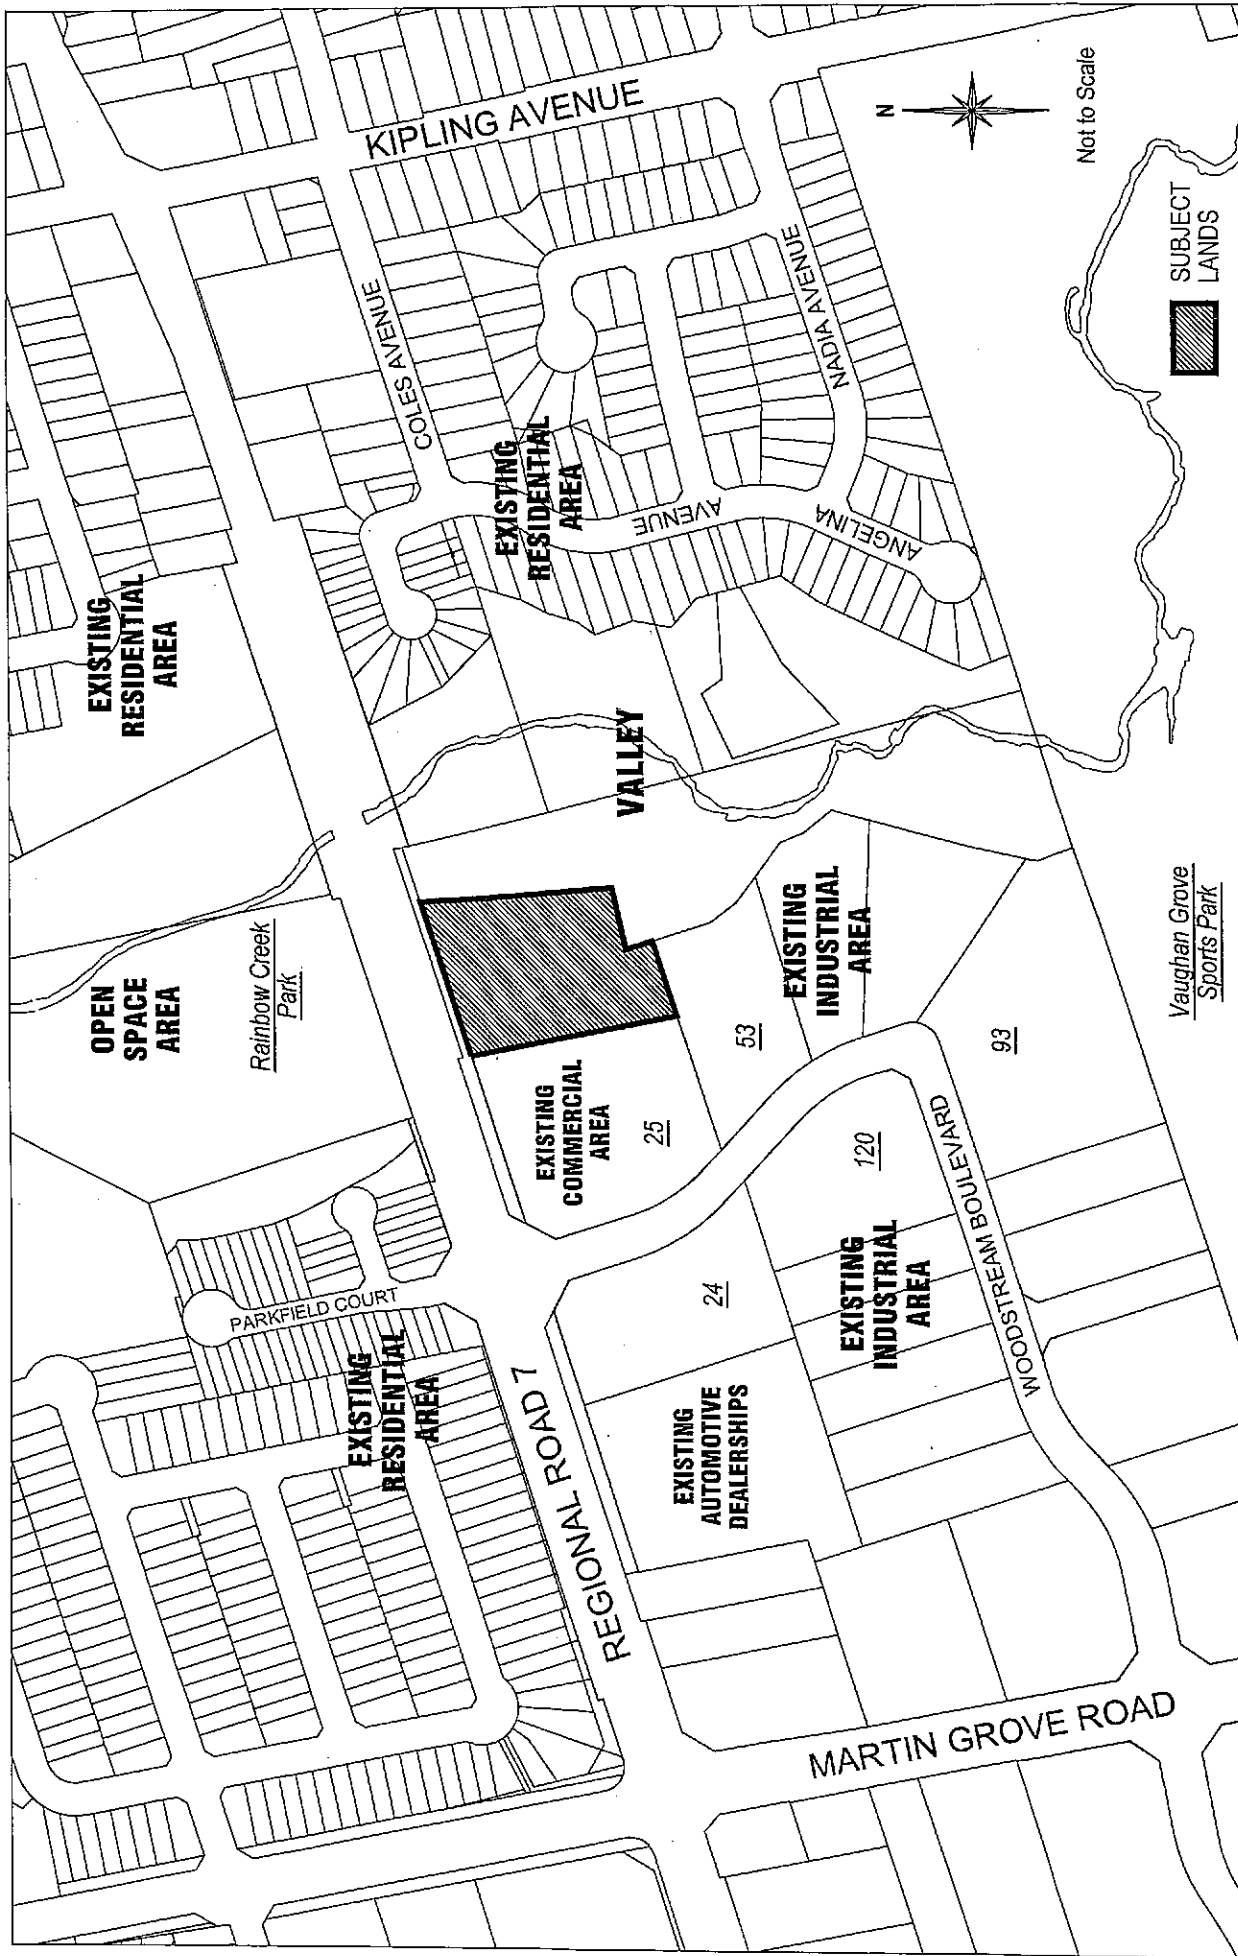 EXISTING
RESIDENTIAL
AREA
OPEN
SPACE
AREA
Rainbow Creek
Park
PARKFIELD COURT
EXISTING
RESIDENTIAL
AREA
KIPLING AVENUE
COLES AVENUE
EXISTING
RESIDENTIAL
AREA
AVENUE
ANGELINA
NADIA AVENUE
N
Not to Scale
SUBJECT
LANDS
VALLEY
EXISTING
COMMERCIAL
AREA
25
53
EXISTING
INDUSTRIAL
AREA
93
120
24
EXISTING
INDUSTRIAL
AREA
WOODSTREAM BOULEVARD
REGIONAL ROAD 7
EXISTING
AUTOMOTIVE
DEALERSHIPS
MARTIN GROVE ROAD
Vaughan Grove
Sports Park